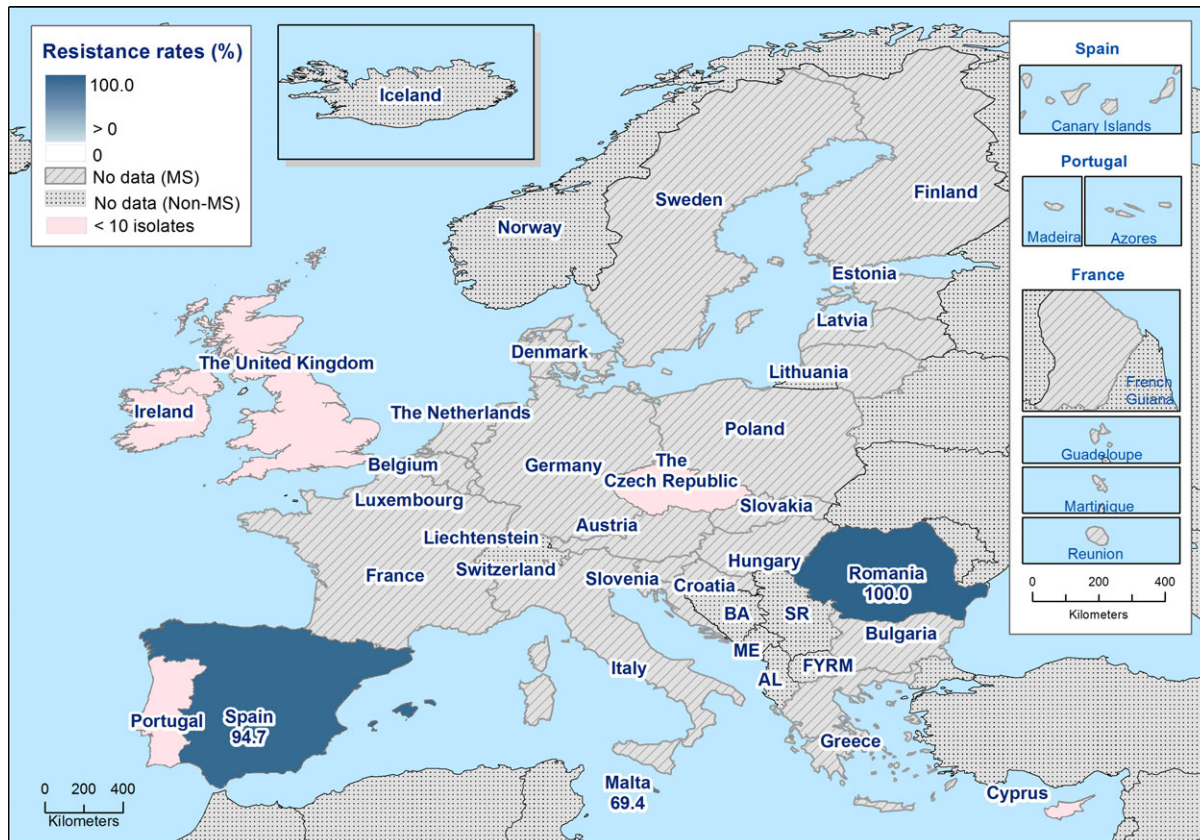 Resistance rates (%)
100.0
> 0
0
No data (MS)
No data (Non-MS)
< 10 isolates
Iceland
Norway
Sweden
Finland
Estonia
Latvia
Lithuania
Denmark
The United Kingdom
Ireland
The Netherlands
Poland
Belgium
Germany
The
Czech Republic
Luxembourg
Slovakia
Austria
Liechtenstein
Hungary
France
Switzerland
Slovenia
Croatia
Romania
100.0
BA
SR
Bulgaria
ME
Italy
FYRM
AL
Portugal
Spain
94.7
Greece
Malta
69.4
Cyprus
0 200 400
Kilometers
Spain
Canary Islands
Portugal
Madeira
Azores
France
French
Guiana
Guadeloupe
Martinique
Reunion
0 200 400
Kilometers